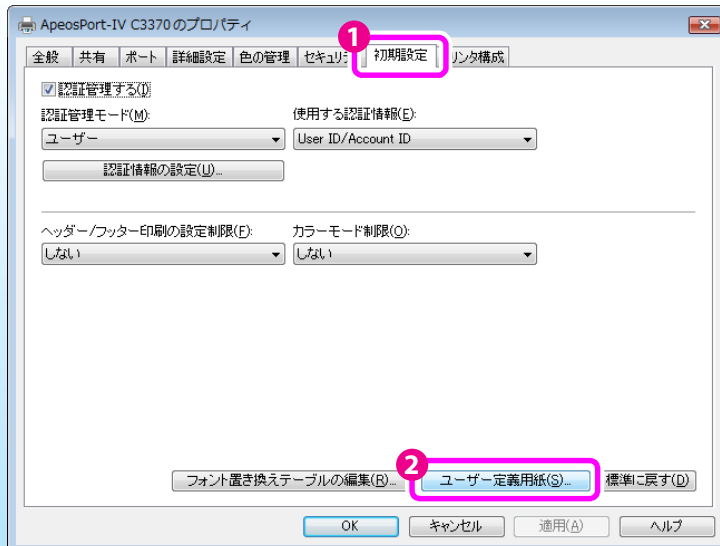 ApeosPort-IV C3370のプロパティ
1
全般 共有 ポート 詳細設定 色の管理 セキュリテ 初期設定 リンタ構成
認証管理する(I)
認証管理モード(M): 使用する認証情報(E):
ユーザー User ID/Account ID
認証情報の設定(U)...
ヘッダー/フッター印刷の設定制限(F): カラーモード制限(O):
しない しない
2
フォント置き換えテーブルの編集(R)... ユーザー定義用紙(S)... 標準に戻す(D)
OK キャンセル 適用(A) ヘルプ